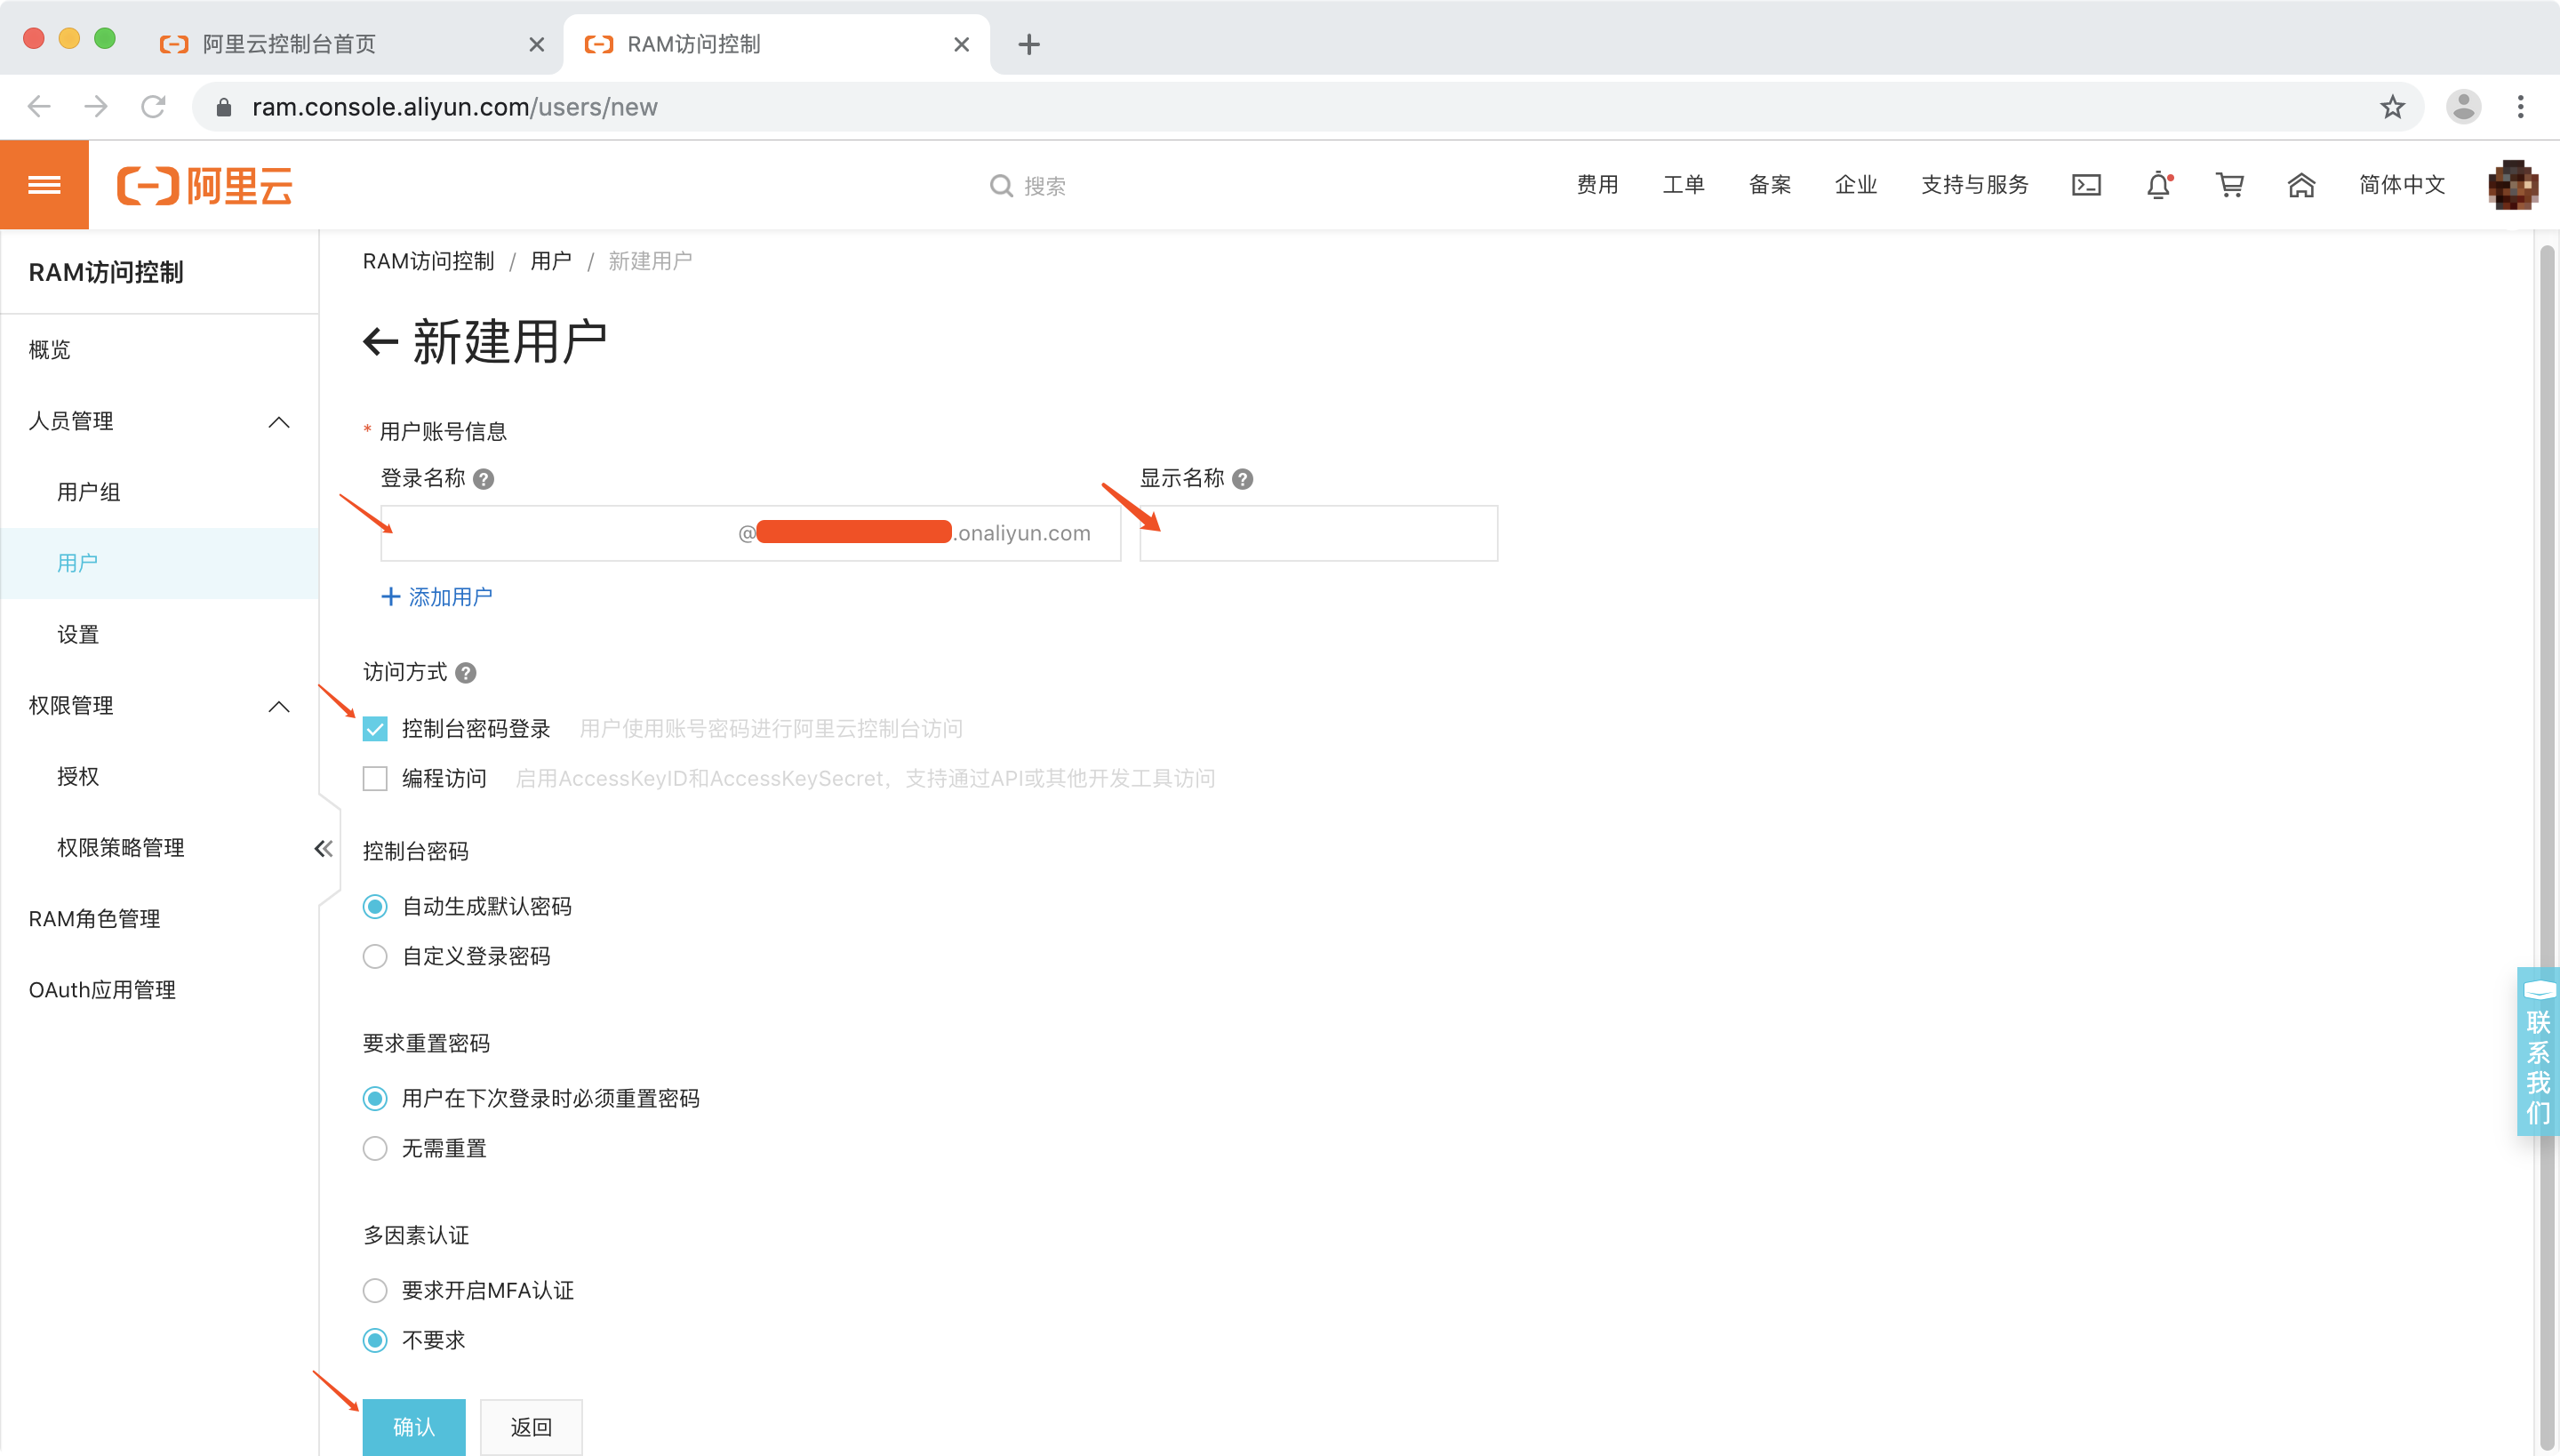 阿里云控制台首页
RAM访问控制
ram.console.aliyun.com/users/new
阿里云
搜索
费用
工单
备案
企业
支持与服务
简体中文
RAM访问控制
概览
人员管理
用户组
用户
设置
权限管理
授权
权限策略管理
RAM角色管理
OAuth应用管理
RAM访问控制 / 用户 / 新建用户
← 新建用户
* 用户账号信息
登录名称 ?
显示名称 ?
@
.onaliyun.com
+ 添加用户
访问方式 ?
控制台密码登录 用户使用账号密码进行阿里云控制台访问
编程访问 启用AccessKeyID和AccessKeySecret，支持通过API或其他开发工具访问
控制台密码
自动生成默认密码
自定义登录密码
要求重置密码
用户在下次登录时必须重置密码
无需重置
多因素认证
要求开启MFA认证
不要求
确认
返回
联系我们